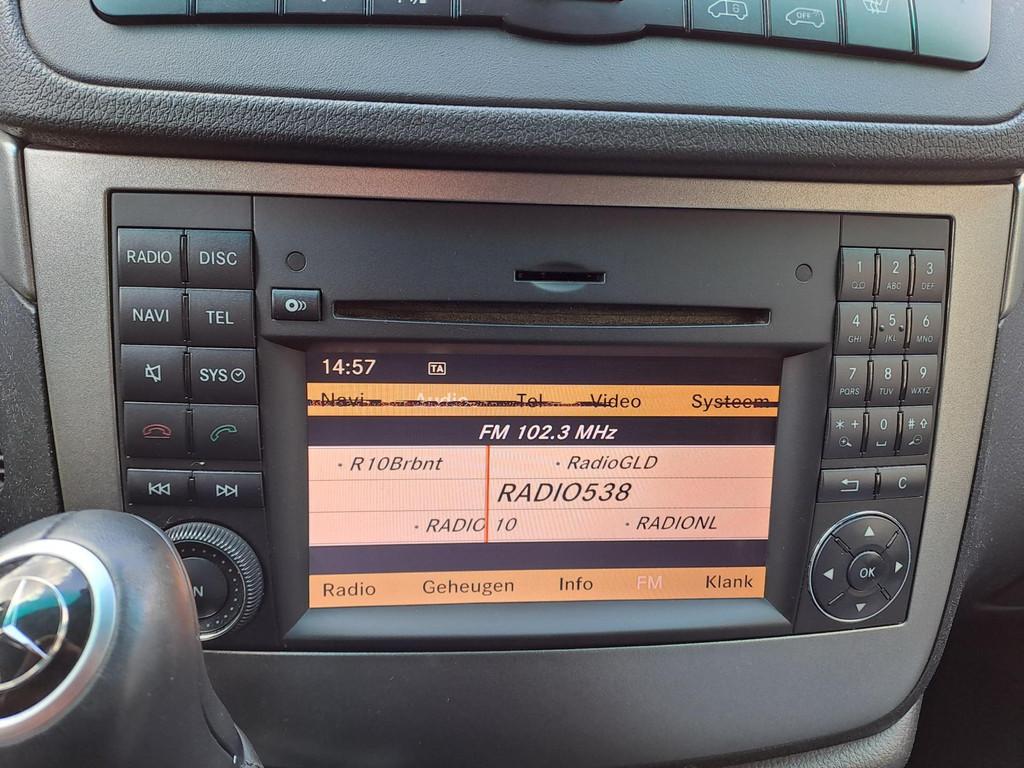 OFF
RADIO DISC
NAVI TEL
SYS
14:57 TA
Navi Audio Tel Video Systeem
FM 102.3 MHz
· R10Brbnt · RadioGLD
RADIO538
· RADIO 10 · RADIONL
Radio Geheugen Info FM Klank
1 2 ABC 3 DEF
4 GHI 5 JKL 6 MNO
7 PQRS 8 TUV 9 WXYZ
* + 0 #
C
OK
N